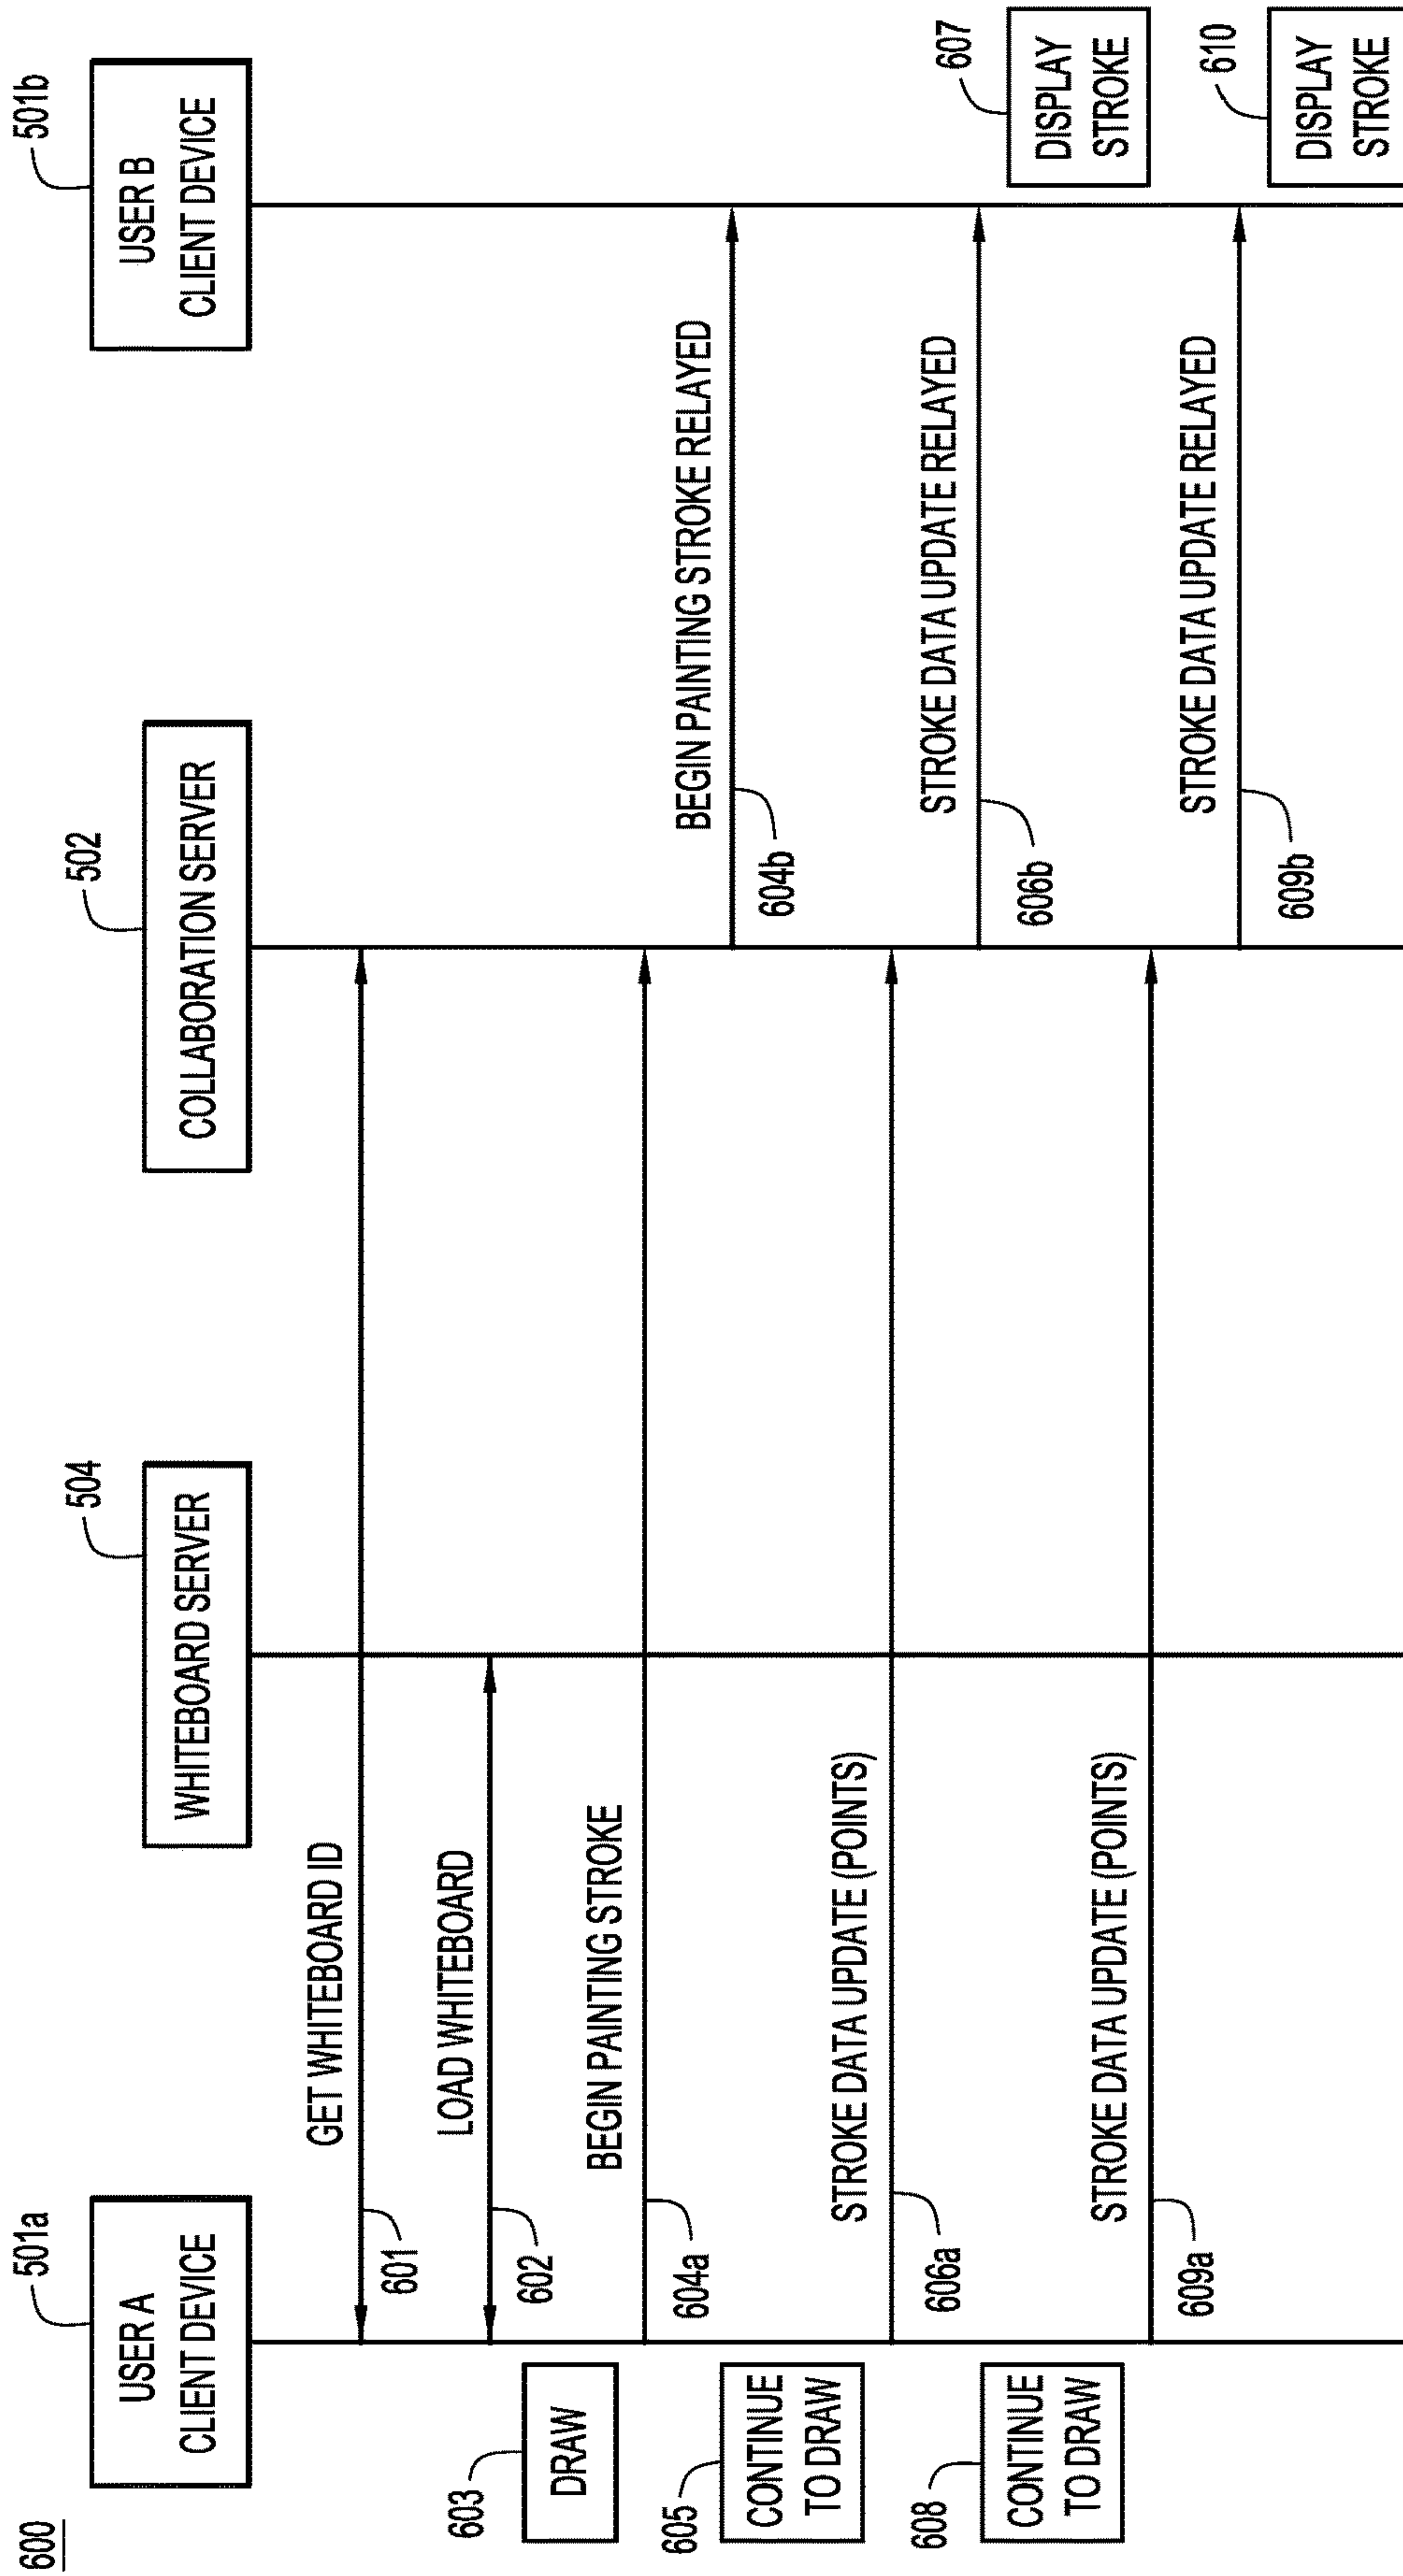 600
501a
USER A
CLIENT DEVICE
504
WHITEBOARD SERVER
502
COLLABORATION SERVER
501b
USER B
CLIENT DEVICE
GET WHITEBOARD ID
601
LOAD WHITEBOARD
602
603
DRAW
BEGIN PAINTING STROKE
604a
BEGIN PAINTING STROKE RELAYED
604b
605
CONTINUE
TO DRAW
STROKE DATA UPDATE (POINTS)
606a
STROKE DATA UPDATE RELAYED
606b
607
DISPLAY
STROKE
608
CONTINUE
TO DRAW
STROKE DATA UPDATE (POINTS)
609a
STROKE DATA UPDATE RELAYED
609b
610
DISPLAY
STROKE